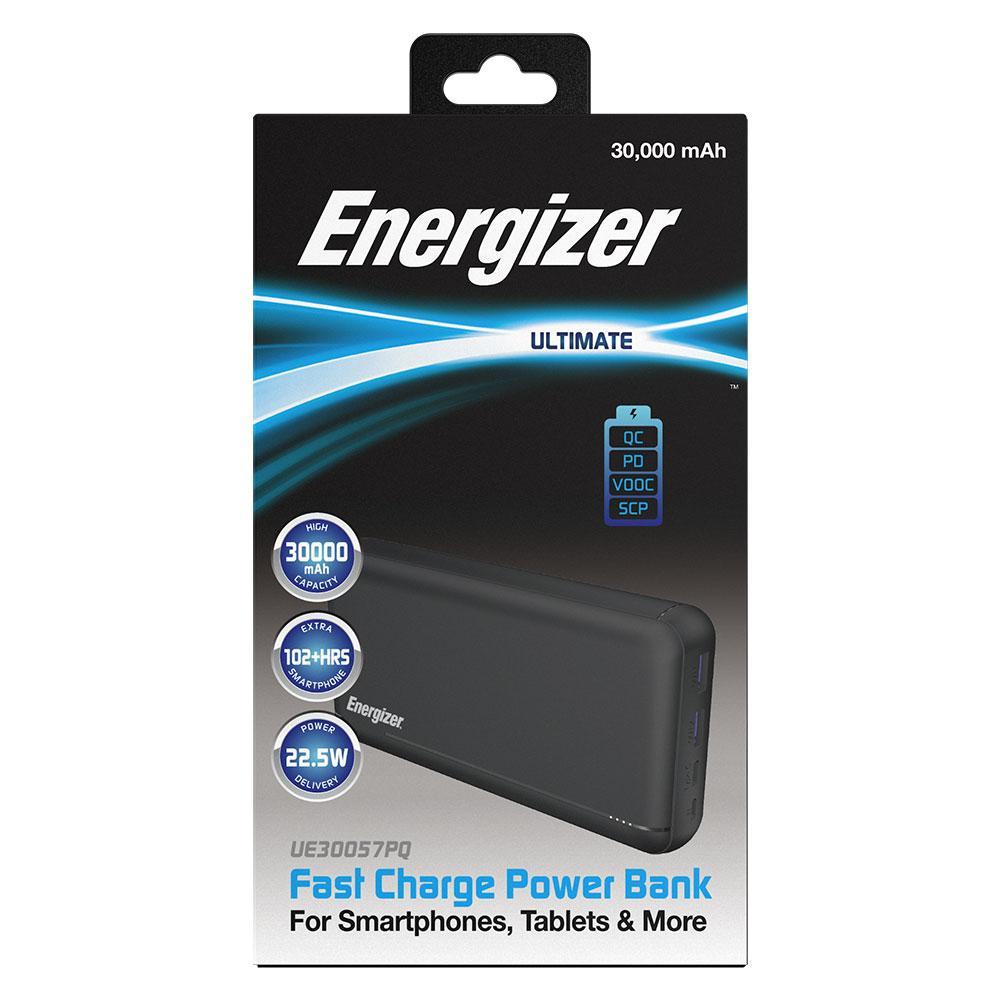 30,000 mAh
Energizer
ULTIMATE
TM
QC
PD
VOOC
SCP
HIGH
30000
mAh
CAPACITY
EXTRA
102+HRS
SMARTPHONE
POWER
22.5W
DELIVERY
Energizer
UE30057PQ
Fast Charge Power Bank
For Smartphones, Tablets & More